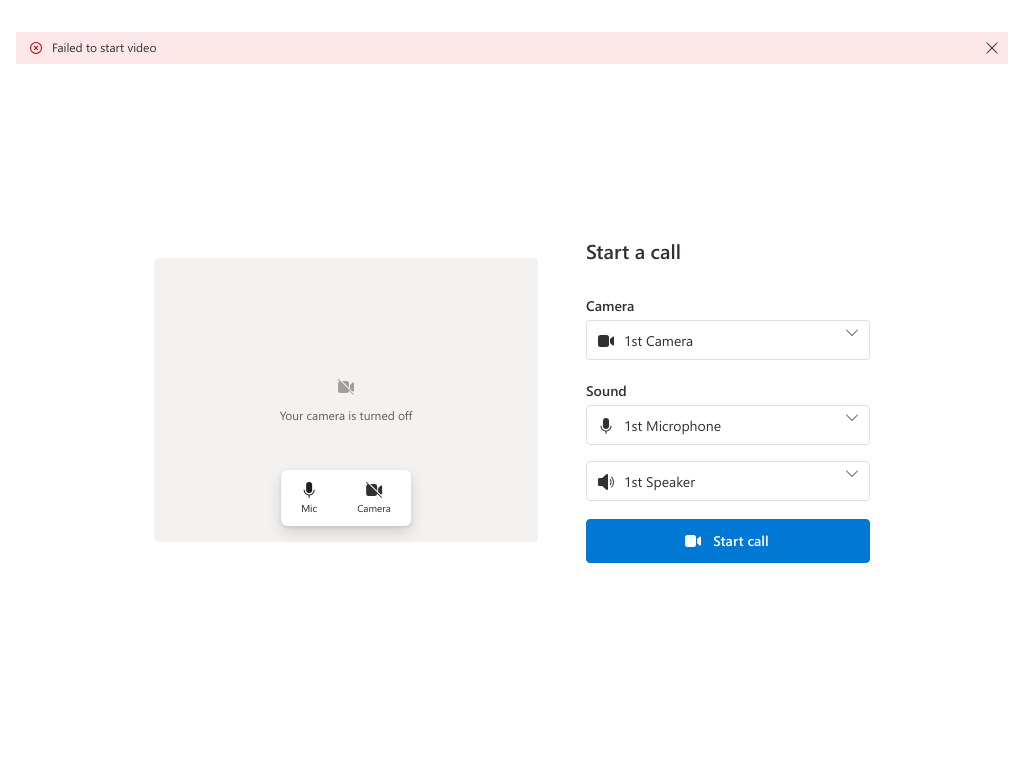 Failed to start video
Your camera is turned off
Mic
Camera
Start a call
Camera
1st Camera
Sound
1st Microphone
1st Speaker
Start call